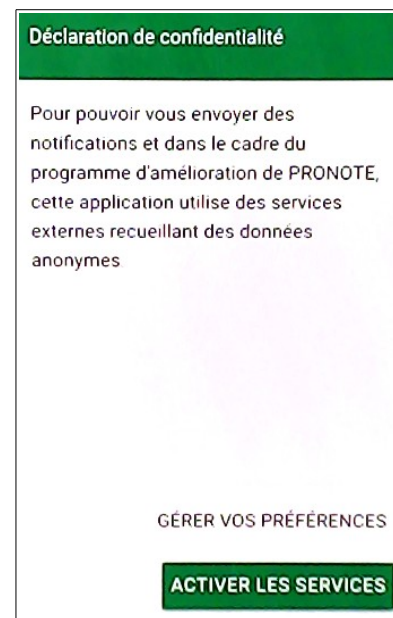 Déclaration de confidentialité
Pour pouvoir vous envoyer des
notifications et dans le cadre du
programme d'amélioration de PRONOTE,
cette application utilise des services
externes recueillant des données
anonymes.
GÉRER VOS PRÉFÉRENCES
ACTIVER LES SERVICES